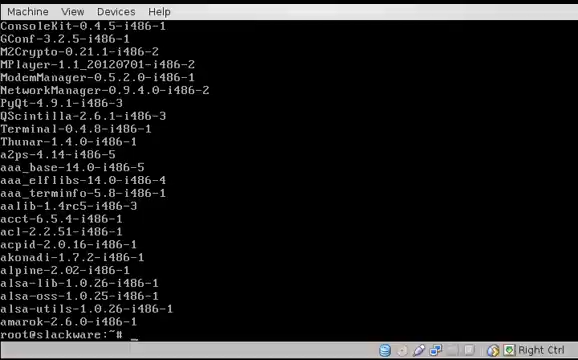 Machine View Devices Help
ConsoleKit-0.4.5-i486-1
GConf-3.2.5-i486-1
M2Crypto-0.21.1-i486-2
MPlayer-1.1_20120701-i486-2
ModemManager-0.5.2.0-i486-1
NetworkManager-0.9.4.0-i486-2
PyQt-4.9.1-i486-3
QScintilla-2.6.1-i486-3
Terminal-0.4.8-i486-1
Thunar-1.4.0-i486-1
a2ps-4.14-i486-5
aaa_base-14.0-i486-5
aaa_elflibs-14.0-i486-4
aaa_terminfo-5.8-i486-1
aalib-1.4rc5-i486-3
acct-6.5.4-i486-1
acl-2.2.51-i486-1
acpid-2.0.16-i486-1
akonadi-1.7.2-i486-1
alpine-2.02-i486-1
alsa-lib-1.0.26-i486-1
alsa-oss-1.0.25-i486-1
alsa-utils-1.0.26-i486-1
amarok-2.6.0-i486-1
root@slackware:~# _
Right Ctrl